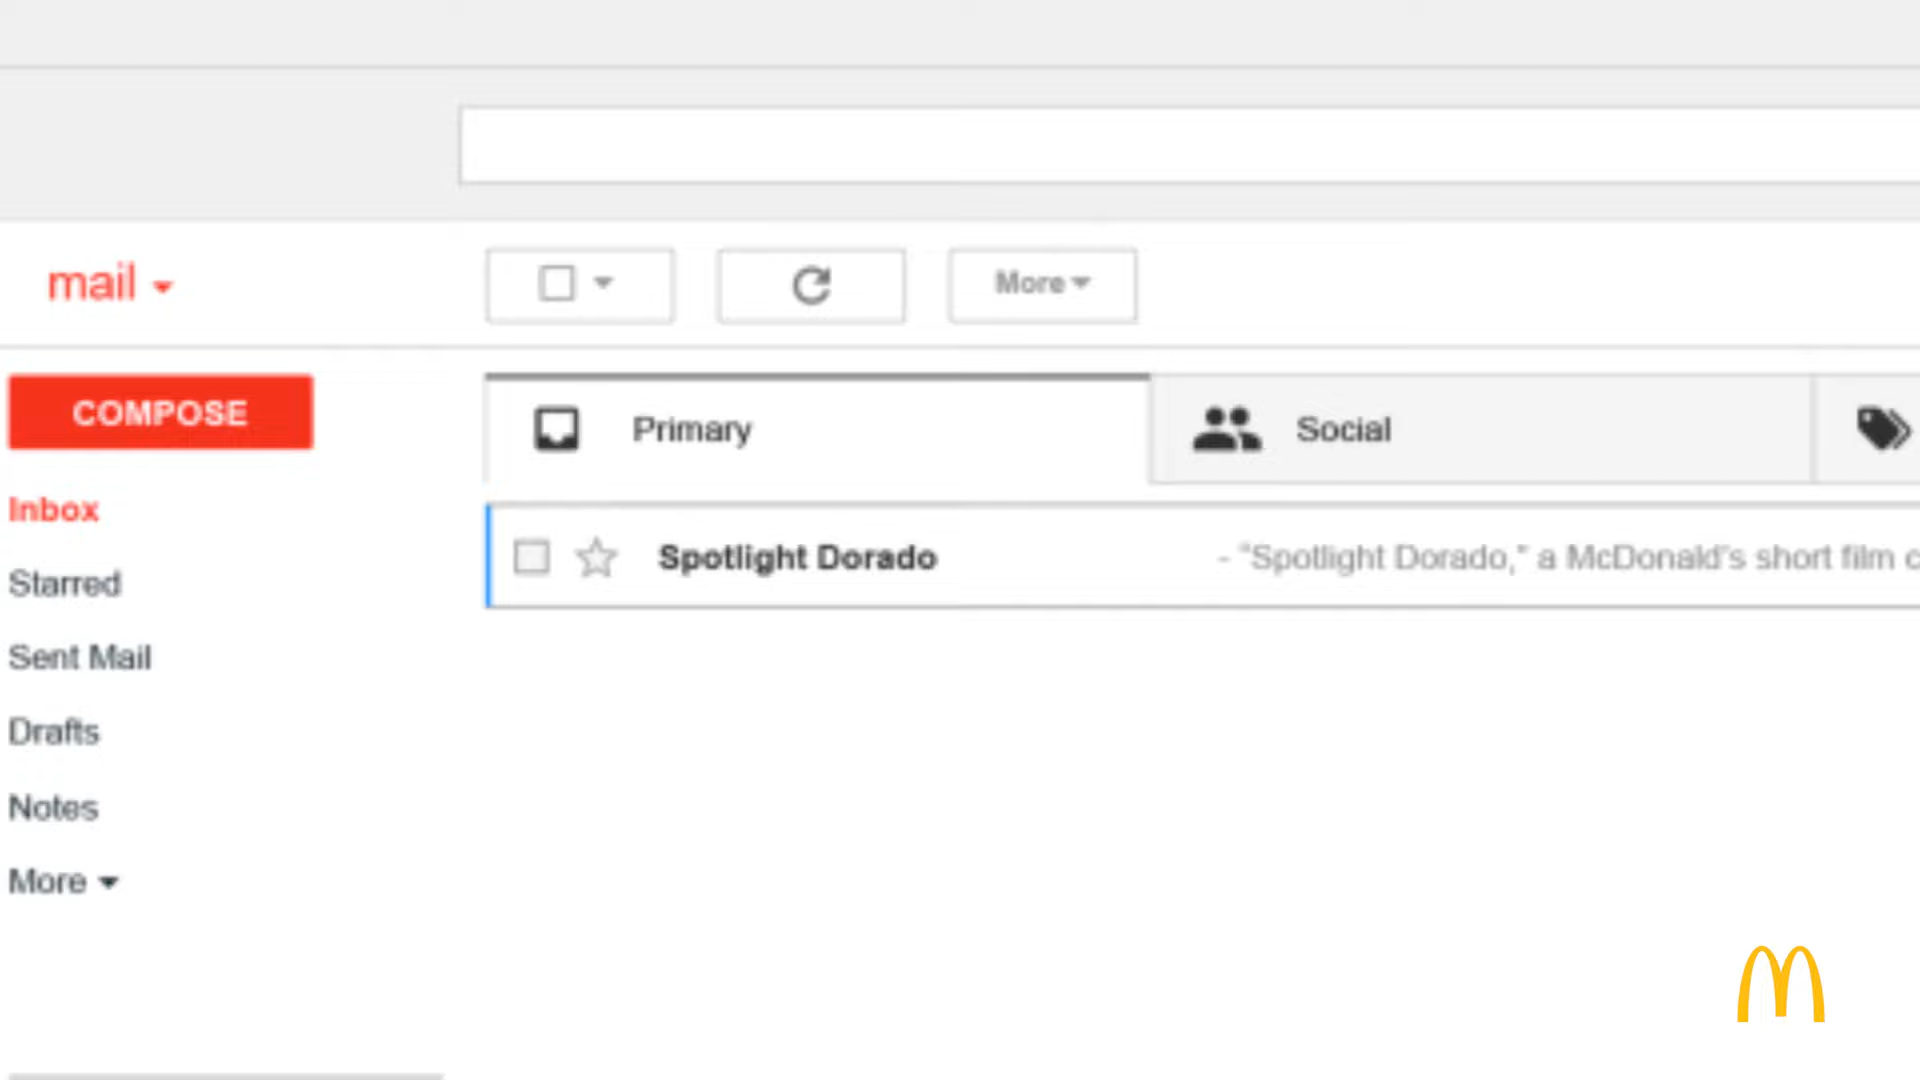 mail
More
COMPOSE
Primary
Social
Inbox
Spotlight Dorado
- "Spotlight Dorado," a McDonald's short film c
Starred
Sent Mail
Drafts
Notes
More